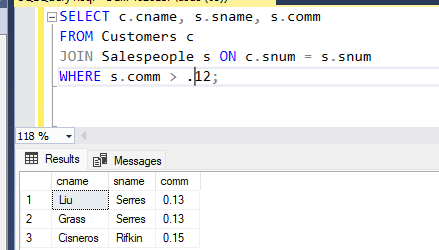 SELECT c.cname, s.sname, s.comm
FROM Customers c
JOIN Salespeople s ON c.snum = s.snum
WHERE s.comm > .12;
118 %
Results Messages
cname sname comm
1 Liu Serres 0.13
2 Grass Serres 0.13
3 Cisneros Rifkin 0.15